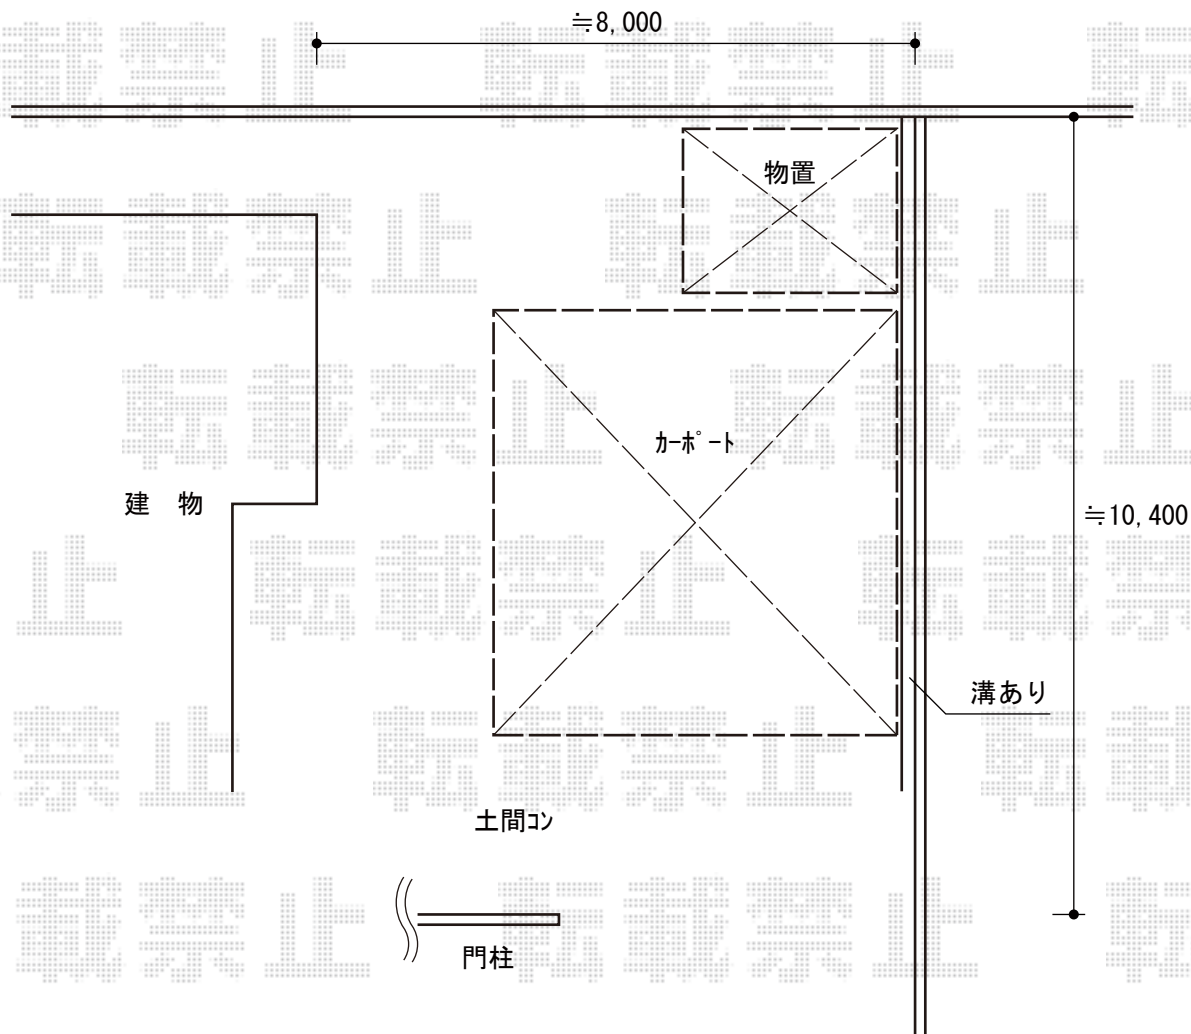 ≒8,000
物置
カーポート
建 物
≒10,400
溝あり
土間コン
門柱
転載禁止